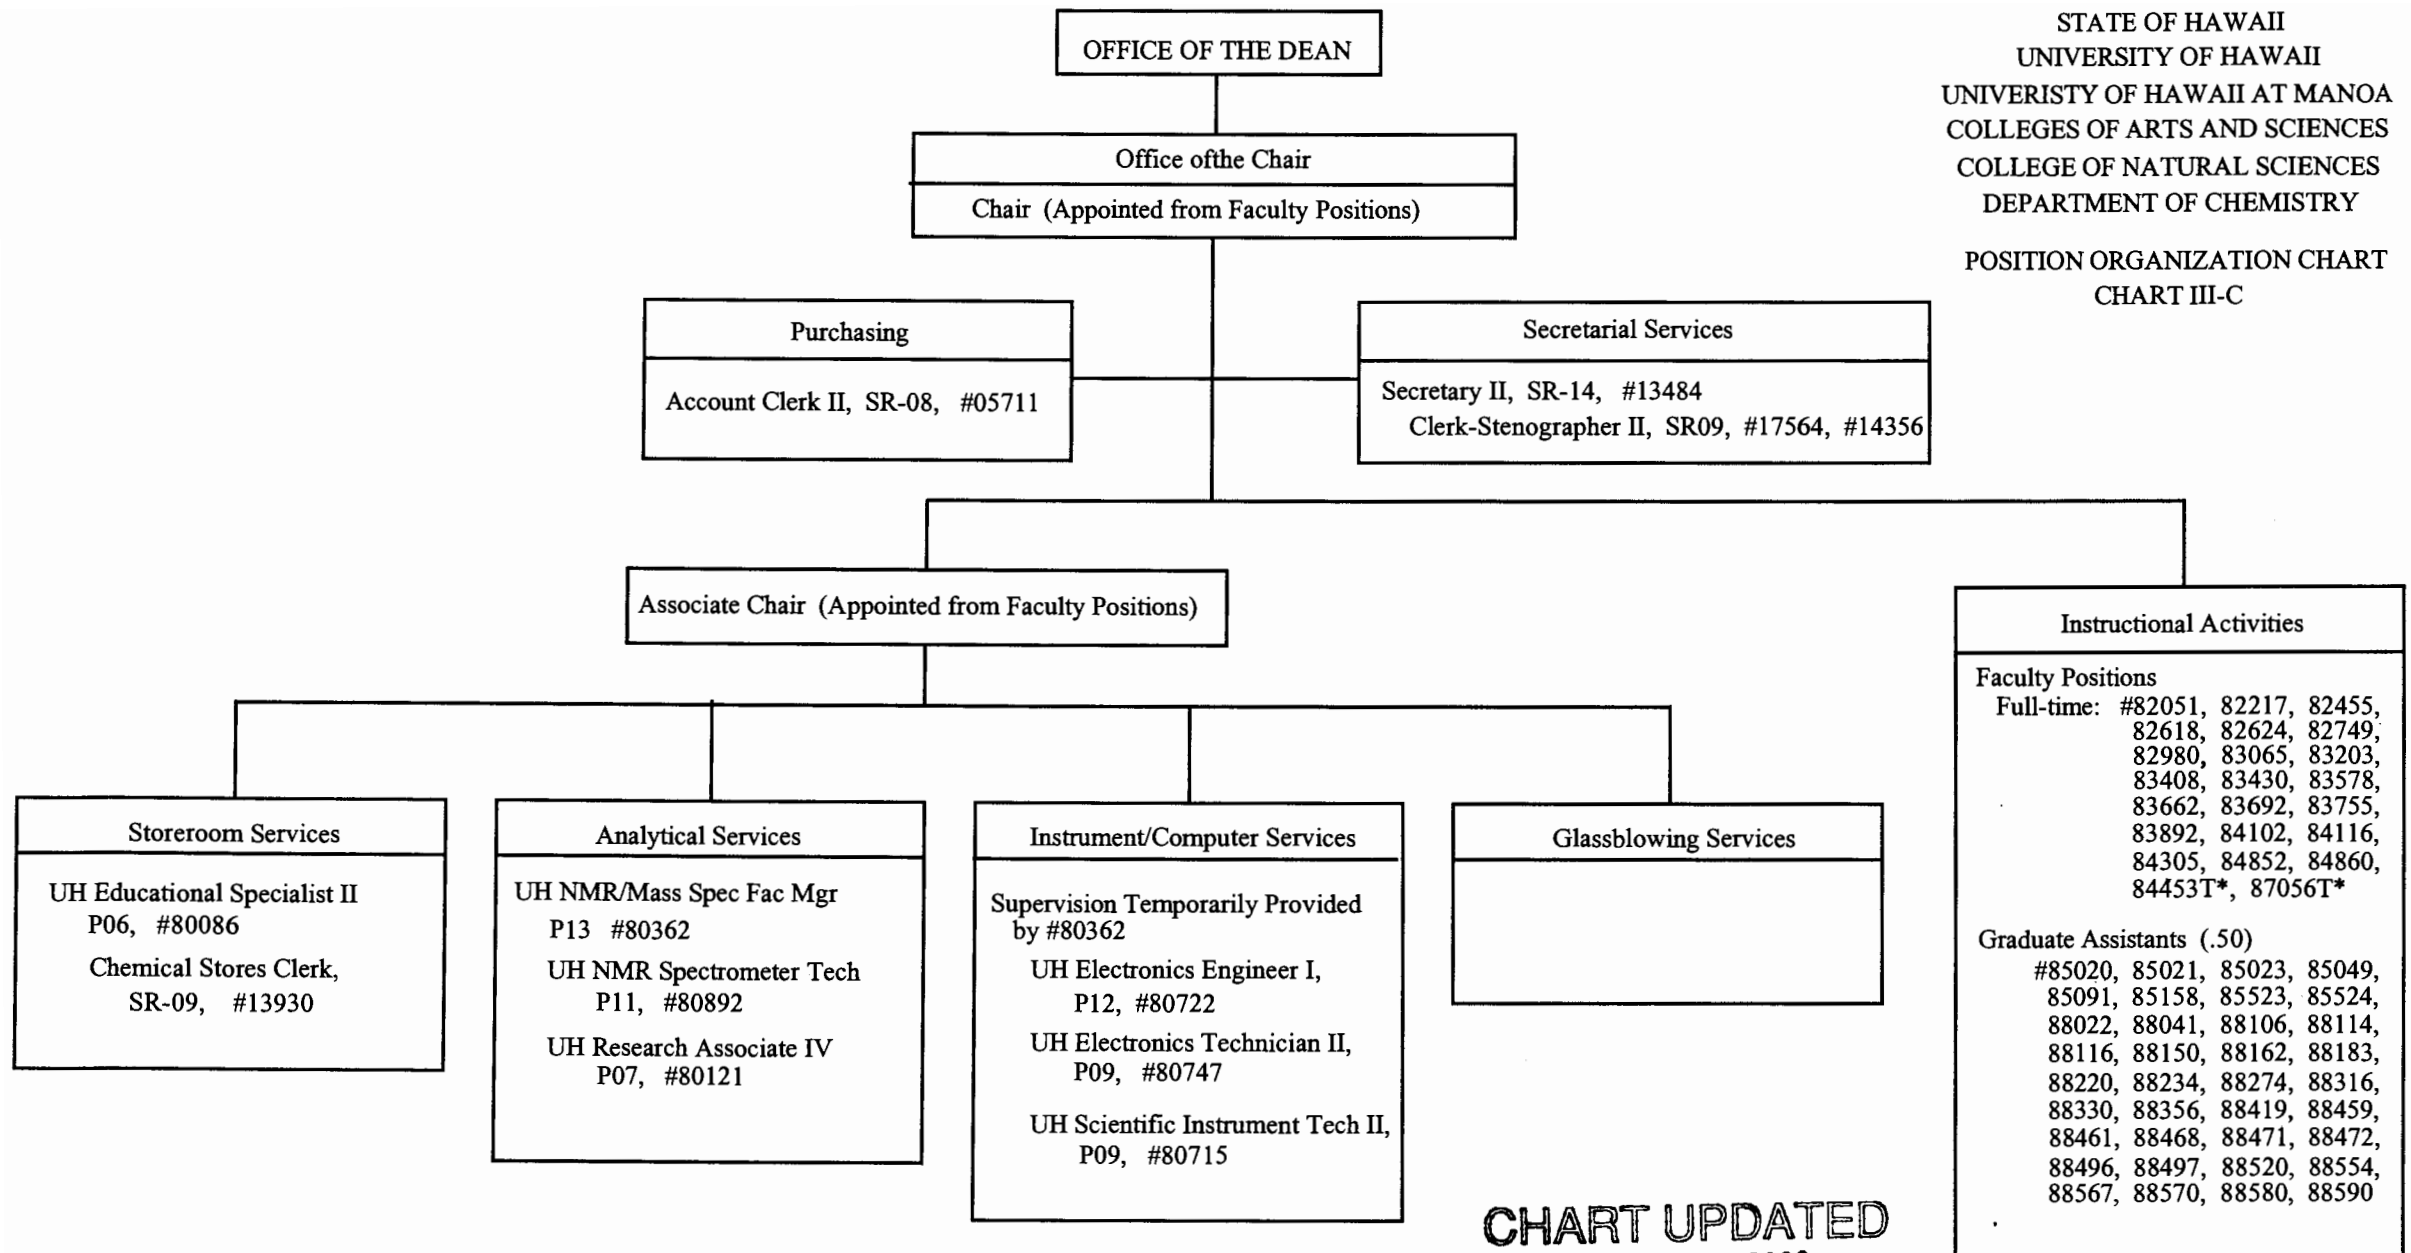 STATE OF HAWAII
UNIVERSITY OF HAWAII
UNIVERISTY OF HAWAII AT MANOA
COLLEGES OF ARTS AND SCIENCES
COLLEGE OF NATURAL SCIENCES
DEPARTMENT OF CHEMISTRY
POSITION ORGANIZATION CHART
CHART III-C
OFFICE OF THE DEAN
Office ofthe Chair
Chair (Appointed from Faculty Positions)
Purchasing
Account Clerk II, SR-08, #05711
Secretarial Services
Secretary II, SR-14, #13484
Clerk-Stenographer II, SR09, #17564, #14356
Associate Chair (Appointed from Faculty Positions)
Storeroom Services
UH Educational Specialist II
P06, #80086
Chemical Stores Clerk,
SR-09, #13930
Analytical Services
UH NMR/Mass Spec Fac Mgr
P13 #80362
UH NMR Spectrometer Tech
P11, #80892
UH Research Associate IV
P07, #80121
Instrument/Computer Services
Supervision Temporarily Provided
by #80362
UH Electronics Engineer I,
P12, #80722
UH Electronics Technician II,
P09, #80747
UH Scientific Instrument Tech II,
P09, #80715
Glassblowing Services
Instructional Activities
Faculty Positions
Full-time: #82051, 82217, 82455,
82618, 82624, 82749,
82980, 83065, 83203,
83408, 83430, 83578,
83662, 83692, 83755,
83892, 84102, 84116,
84305, 84852, 84860,
84453T*, 87056T*
Graduate Assistants (.50)
#85020, 85021, 85023, 85049,
85091, 85158, 85523, 85524,
88022, 88041, 88106, 88114,
88116, 88150, 88162, 88183,
88220, 88234, 88274, 88316,
88330, 88356, 88419, 88459,
88461, 88468, 88471, 88472,
88496, 88497, 88520, 88554,
88567, 88570, 88580, 88590
CHART UPDATED